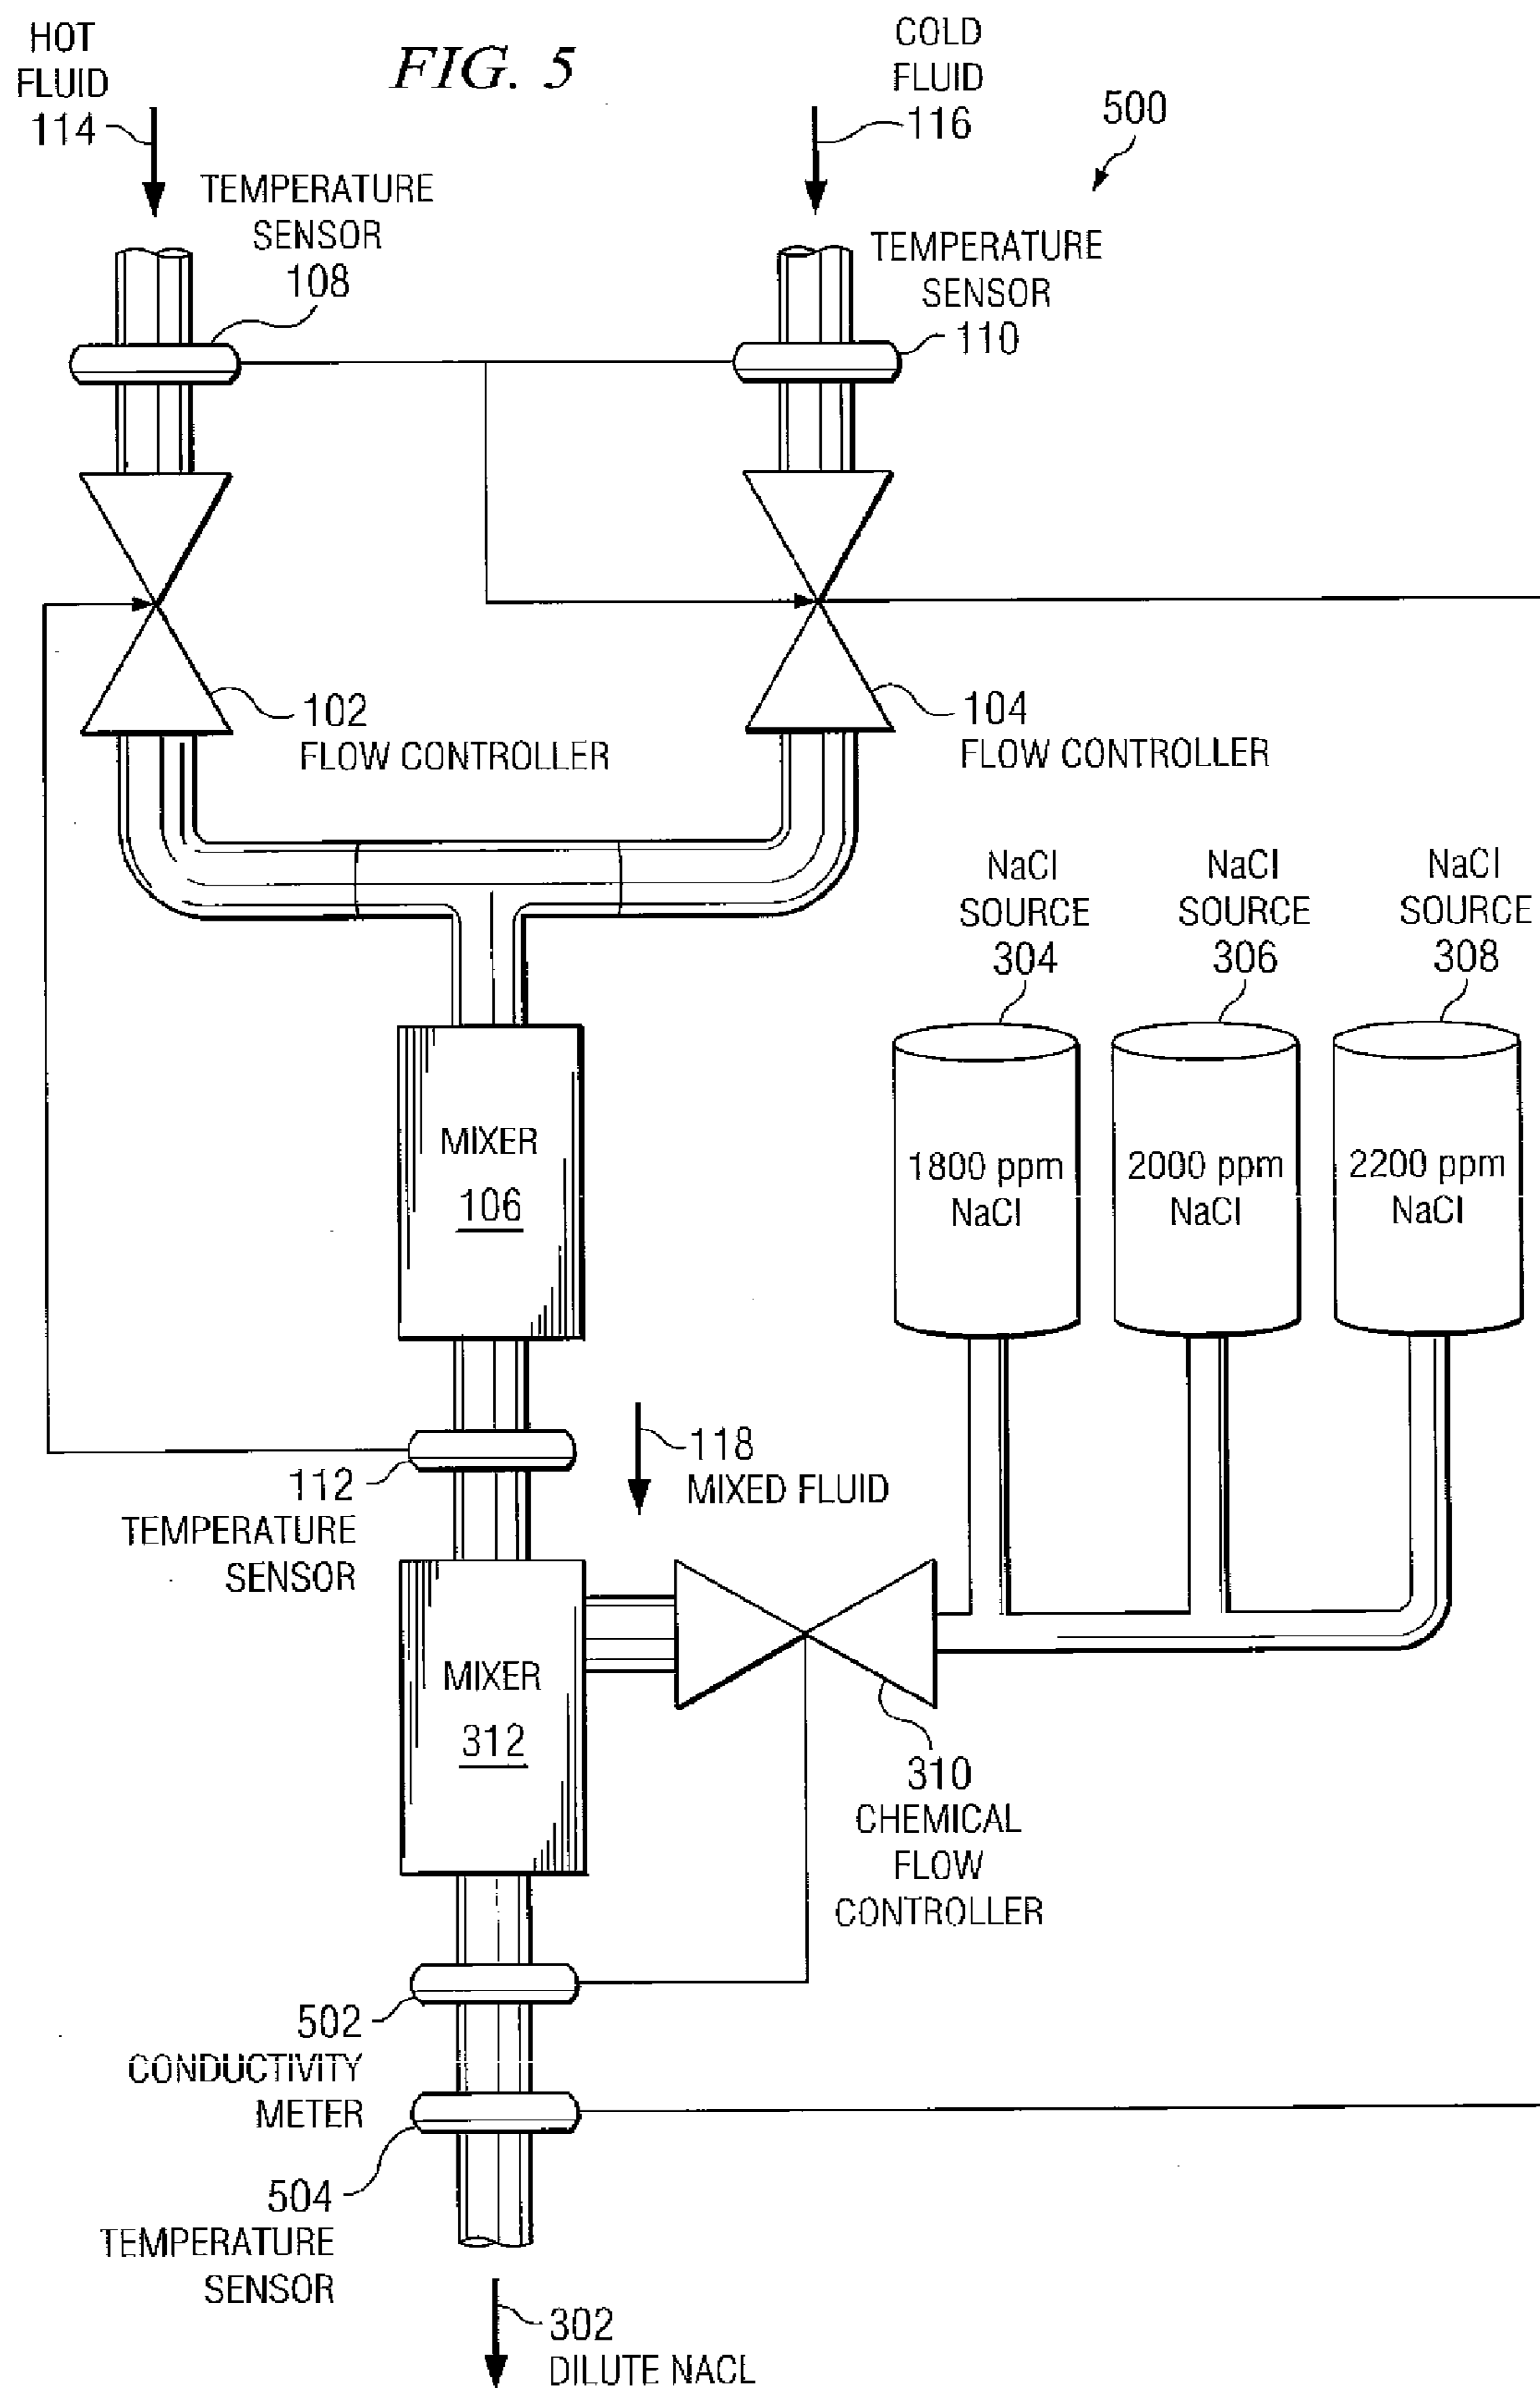 FIG. 5
HOT
FLUID
114
COLD
FLUID
116
500
TEMPERATURE
SENSOR
108
TEMPERATURE
SENSOR
110
102
FLOW CONTROLLER
104
FLOW CONTROLLER
NaCl
SOURCE
304
NaCl
SOURCE
306
NaCl
SOURCE
308
MIXER
106
1800 ppm
NaCl
2000 ppm
NaCl
2200 ppm
NaCl
118
MIXED FLUID
112
TEMPERATURE
SENSOR
MIXER
312
310
CHEMICAL
FLOW
CONTROLLER
502
CONDUCTIVITY
METER
504
TEMPERATURE
SENSOR
302
DILUTE NACL